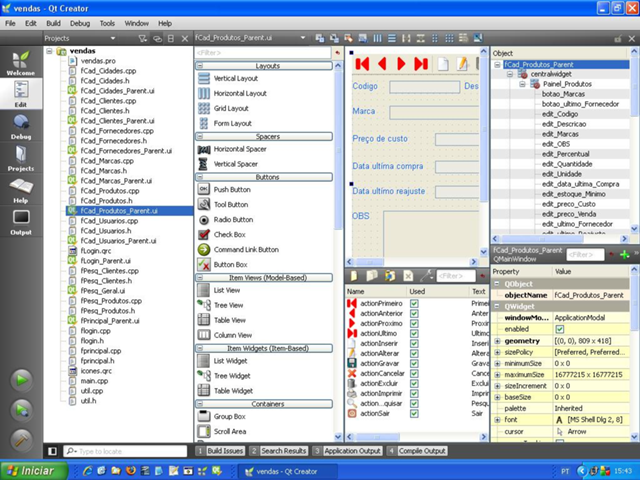 vendas - Qt Creator
File Edit Build Debug Tools Window Help
Projects
fCad_Produtos_Parent.ui
Welcome
Edit
Debug
Projects
Help
Output
vendas
vendas.pro
fCad_Cidades.cpp
fCad_Cidades.h
fCad_Cidades_Parent.ui
fCad_Clientes.cpp
fCad_Clientes.h
fCad_Clientes_Parent.ui
fCad_Fornecedores.cpp
fCad_Fornecedores.h
fCad_Fornecedores_Parent.ui
fCad_Marcas.cpp
fCad_Marcas.h
fCad_Marcas_Parent.ui
fCad_Produtos.cpp
fCad_Produtos.h
fCad_Produtos_Parent.ui
fCad_Usuarios.cpp
fCad_Usuarios.h
fCad_Usuarios_Parent.ui
fLogin.qrc
fLogin_Parent.ui
fPesq_Clientes.cpp
fPesq_Clientes.h
fPesq_Geral.ui
fPesq_Produtos.cpp
fPesq_Produtos.h
fPrincipal_Parent.ui
flogin.cpp
flogin.h
fprincipal.cpp
fprincipal.h
icones.qrc
main.cpp
util.cpp
util.h
<Filter>
Layouts
Vertical Layout
Horizontal Layout
Grid Layout
Form Layout
Spacers
Horizontal Spacer
Vertical Spacer
Buttons
Push Button
Tool Button
Radio Button
Check Box
Command Link Button
Button Box
Item Views (Model-Based)
List View
Tree View
Table View
Column View
Item Widgets (Item-Based)
List Widget
Tree Widget
Table Widget
Containers
Group Box
Scroll Area
Codigo Des
Marca
Preço de custo
Data ultima compra
Data ultimo reajuste
OBS
<Filter>
Name Used Text
actionPrimeiro Primei
actionAnterior Anterio
actionProximo
actionUltimo Ultimo
actionInserir Inserir
actionAlterar Alterar
actionGravar
actionCancelar
actionExcluir Excluir
actionImprimir
action...quisar Pesqu
actionSair Sair
Object
fCad_Produtos_Parent
centralwidget
Painel_Produtos
botao_Marcas
botao_ultimo_Fornecedor
edit_Codigo
edit_Descricao
edit_Marcas
edit_OBS
edit_Percentual
edit_Quantidade
edit_Unidade
edit_data_ultima_Compra
edit_estoque_Minimo
edit_preco_Custo
edit_preco_Venda
edit_ultimo_Fornecedor
fCad_Produtos_Parent
QMainWindow
<Filter>
Property Value
QObject
objectName fCad_Produtos_Parent
QWidget
windowMo... ApplicationModal
enabled
geometry [(0, 0), 809 x 418]
sizePolicy [Preferred, Preferred...
minimumSize 0 x 0
maximumSize 16777215 x 16777215
sizeIncrement 0 x 0
baseSize 0 x 0
palette Inherited
font A [MS Shell Dlg 2, 8]
cursor Arrow
Type to locate
1 Build Issues 2 Search Results 3 Application Output 4 Compile Output
Iniciar
vendas - Qt Creator
PT
15:43